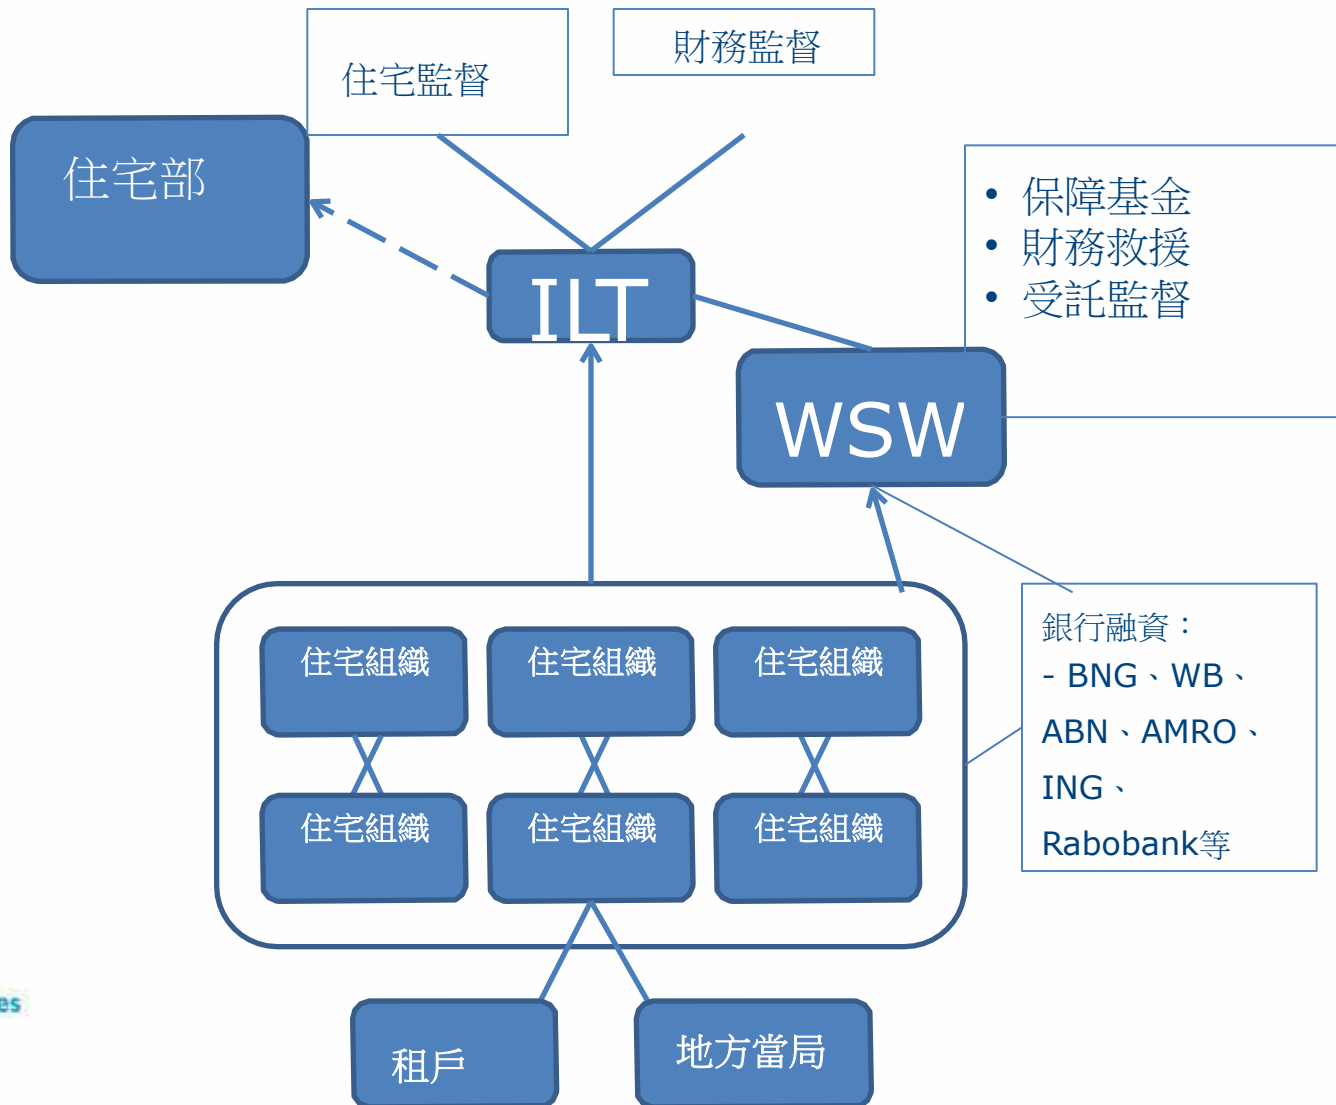 住宅監督
財務監督
住宅部
• 保障基金
• 財務救援
• 受託監督
ILT
WSW
住宅組織
住宅組織
住宅組織
銀行融資：
- BNG、WB、
ABN、AMRO、
ING、
Rabobank等
住宅組織
住宅組織
住宅組織
es
租戶
地方當局